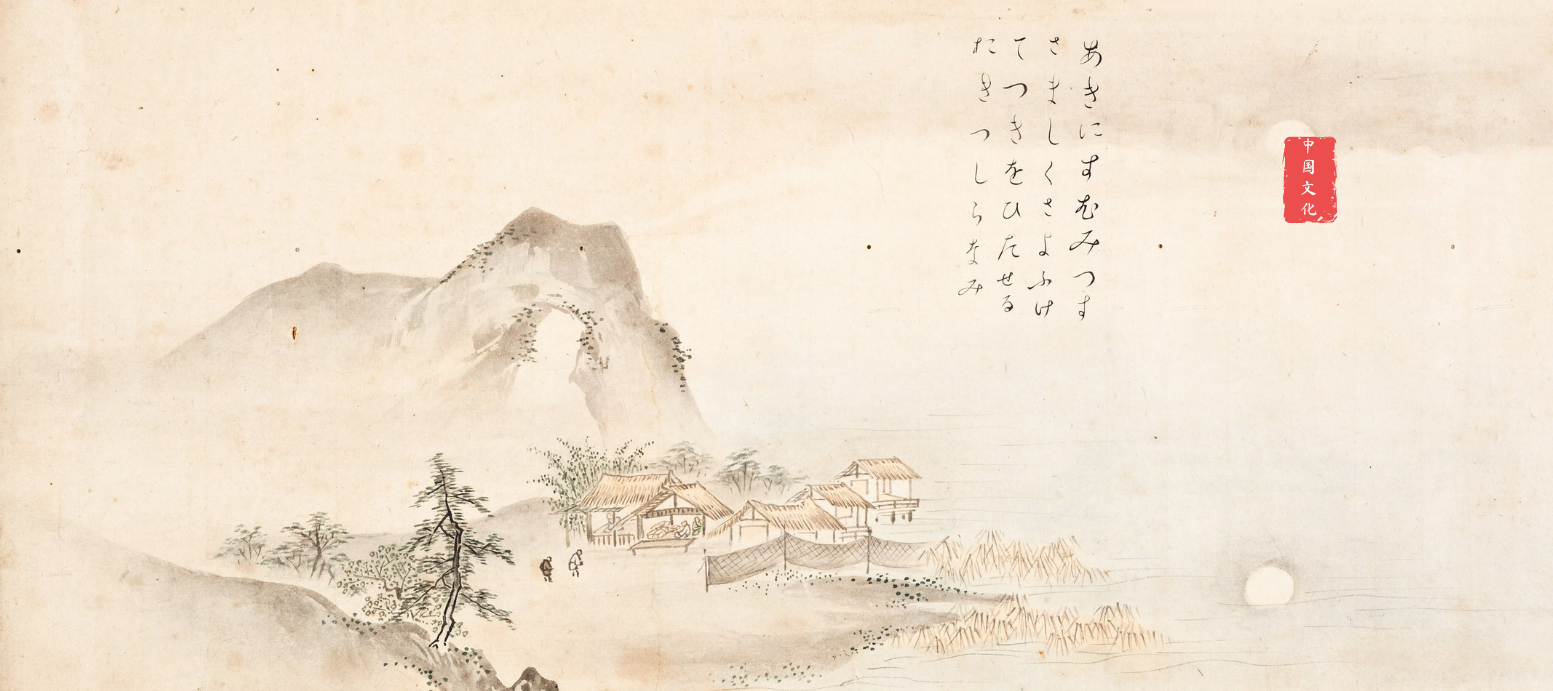 あきにすむみつす
さましくさよふけ
てつきをひたせる
おきつしらなみ
中国文化